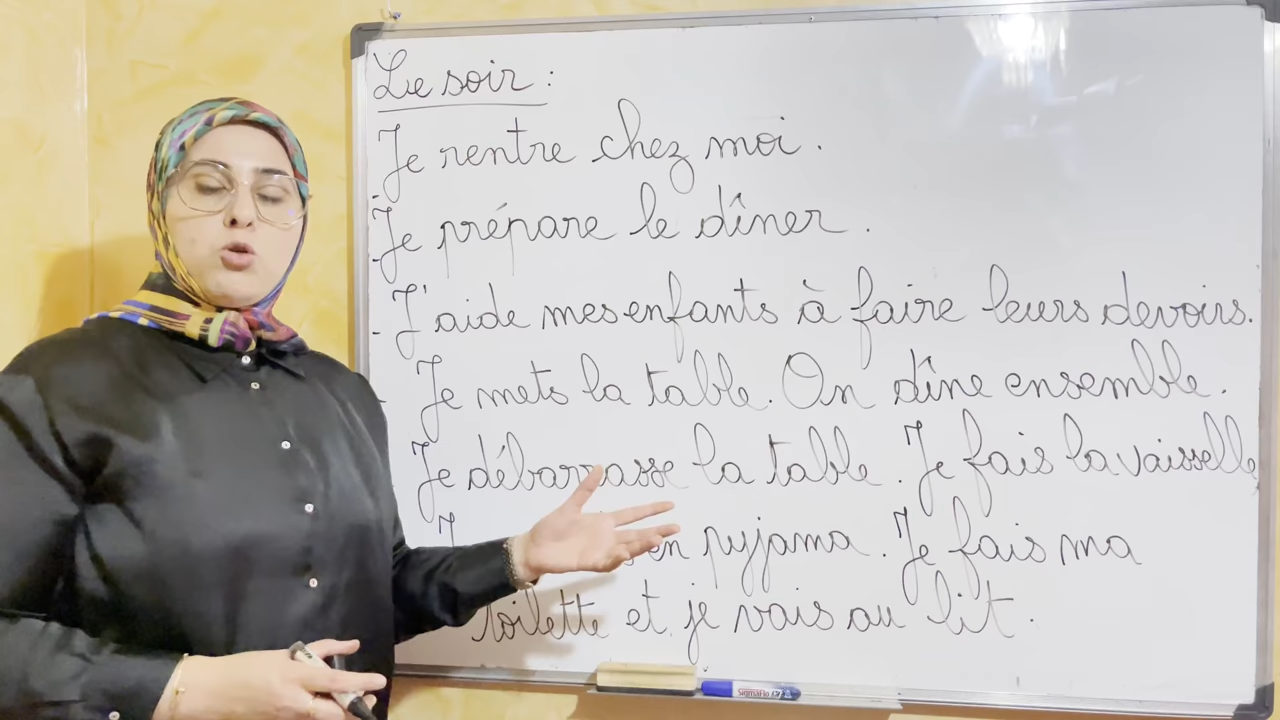 Le soir :
- Je rentre chez moi.
- Je prépare le dîner.
- J'aide mes enfants à faire leurs devoirs.
- Je mets la table. On dîne ensemble.
Je débarrasse la table. Je fais la vaisselle
J en pyjama. Je fais ma
toilette et je vais au lit.
SigmaFlo